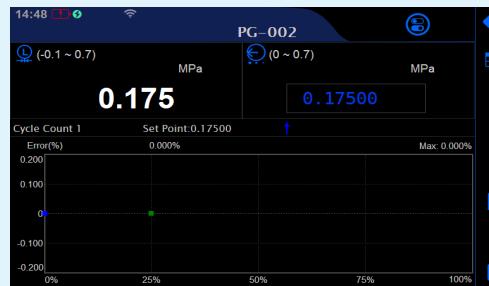 14:48
PG-002
L (-0.1 ~ 0.7) MPa
(0 ~ 0.7) MPa
0.175
0.17500
Cycle Count 1 Set Point:0.17500
Error(%) 0.000% Max: 0.000%
0.200
0.100
0
-0.100
-0.200
0% 25% 50% 75% 100%